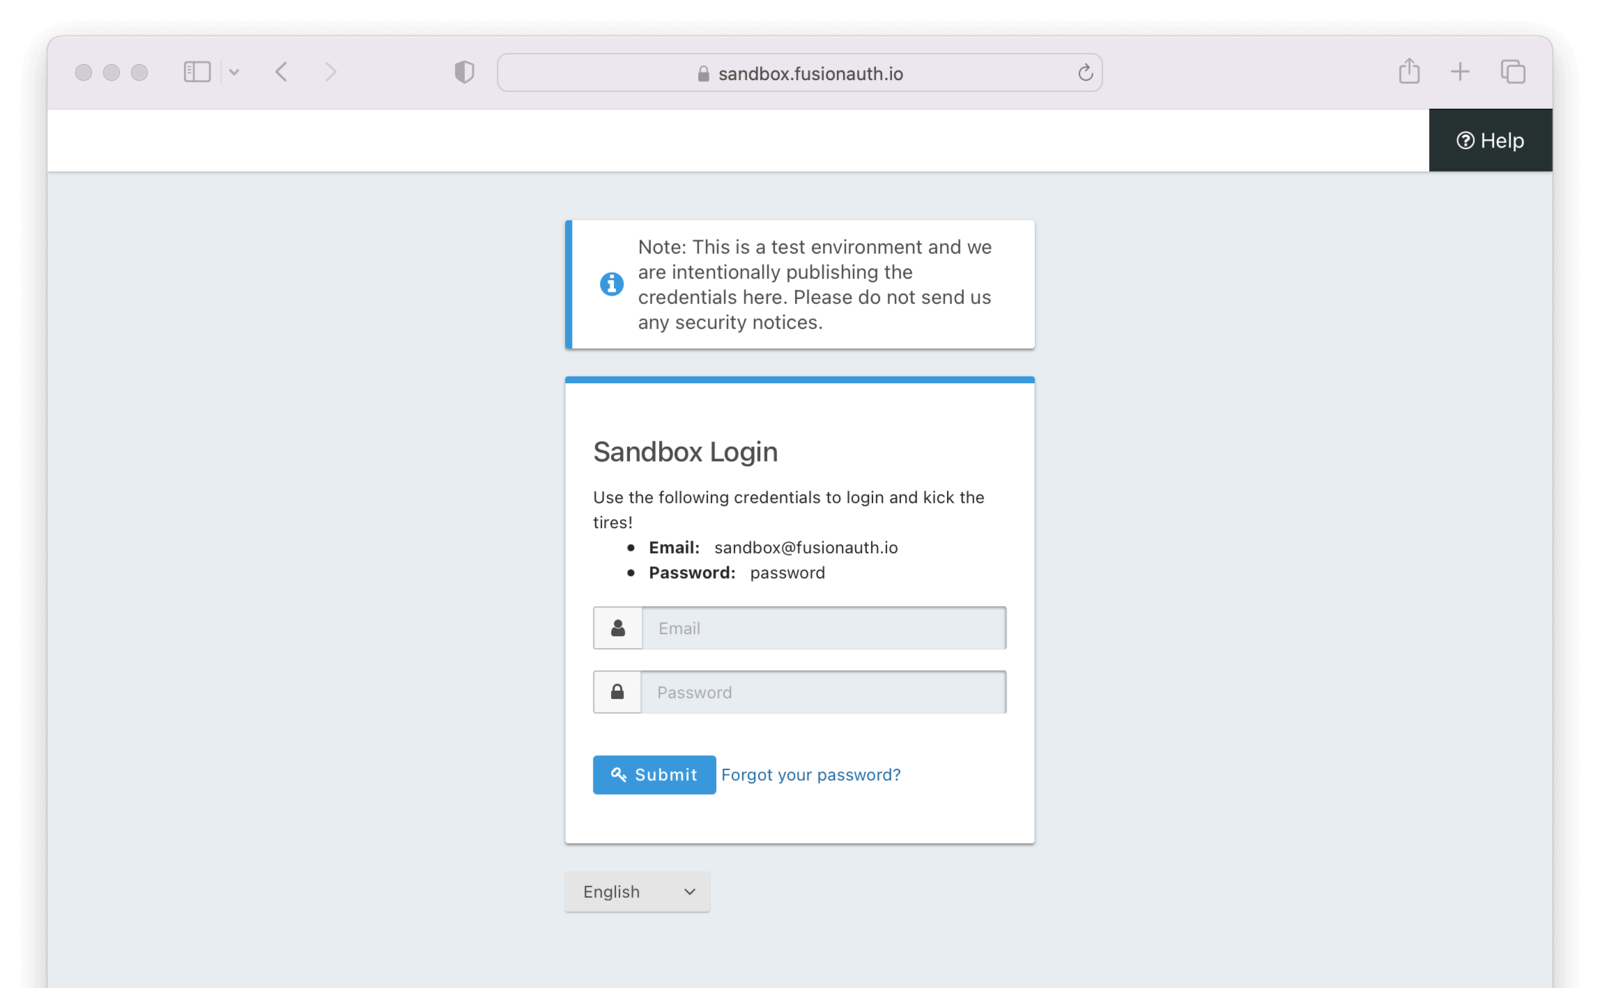 sandbox.fusionauth.io
Help
Note: This is a test environment and we
are intentionally publishing the
credentials here. Please do not send us
any security notices.
Sandbox Login
Use the following credentials to login and kick the
tires!
Email: sandbox@fusionauth.io
Password: password
Email
Password
Submit Forgot your password?
English